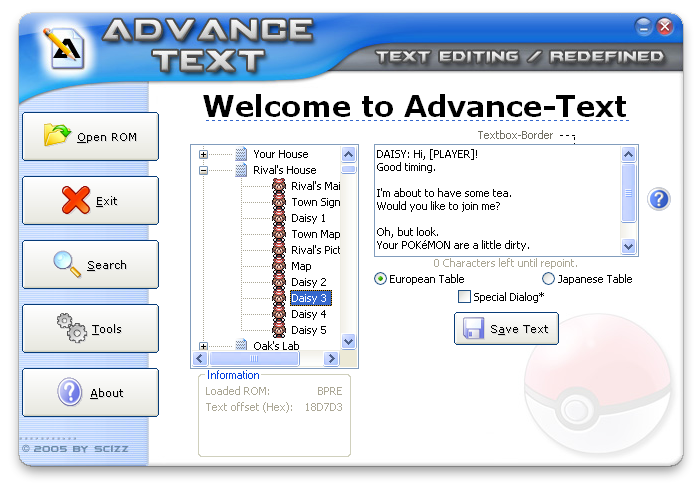 ADVANCE
TEXT
TEXT EDITING / REDEFINED
Welcome to Advance-Text
Open ROM
Exit
Search
Tools
About
© 2005 BY SCIZZ
Your House
Rival's House
Rival's Mai
Town Sign
Daisy 1
Town Map
Rival's Pict
Map
Daisy 2
Daisy 3
Daisy 4
Daisy 5
Oak's Lab
Information
Loaded ROM: BPRE
Text offset (Hex): 18D7D3
Textbox-Border
DAISY: Hi, [PLAYER]!
Good timing.
I'm about to have some tea.
Would you like to join me?
Oh, but look.
Your POKéMON are a little dirty.
0 Characters left until repoint.
European Table
Japanese Table
Special Dialog*
Save Text